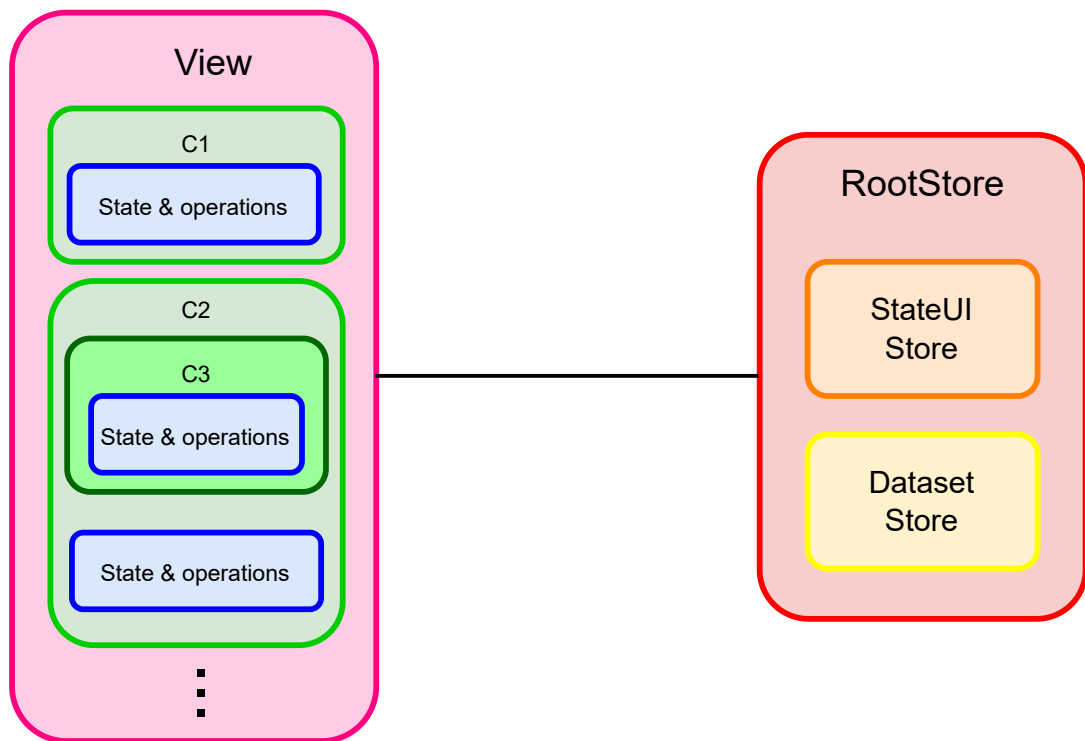 View
C1
State & operations
C2
C3
State & operations
State & operations
RootStore
StateUI
Store
Dataset
Store